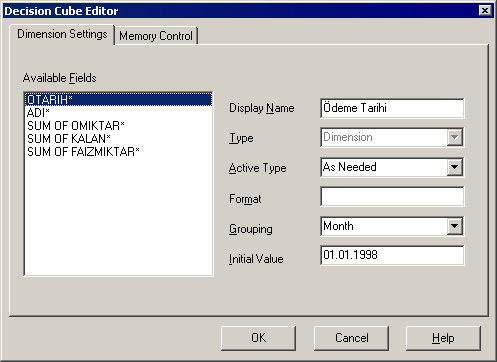 Decision Cube Editor
Dimension Settings
Memory Control
Available Fields
ÖTARIH*
ADI*
SUM OF OMIKTAR*
SUM OF KALAN*
SUM OF FAIZMIKTAR*
Display Name
Ödeme Tarihi
Type
Dimension
Active Type
As Needed
Format
Grouping
Month
Initial Value
01.01.1998
OK
Cancel
Help